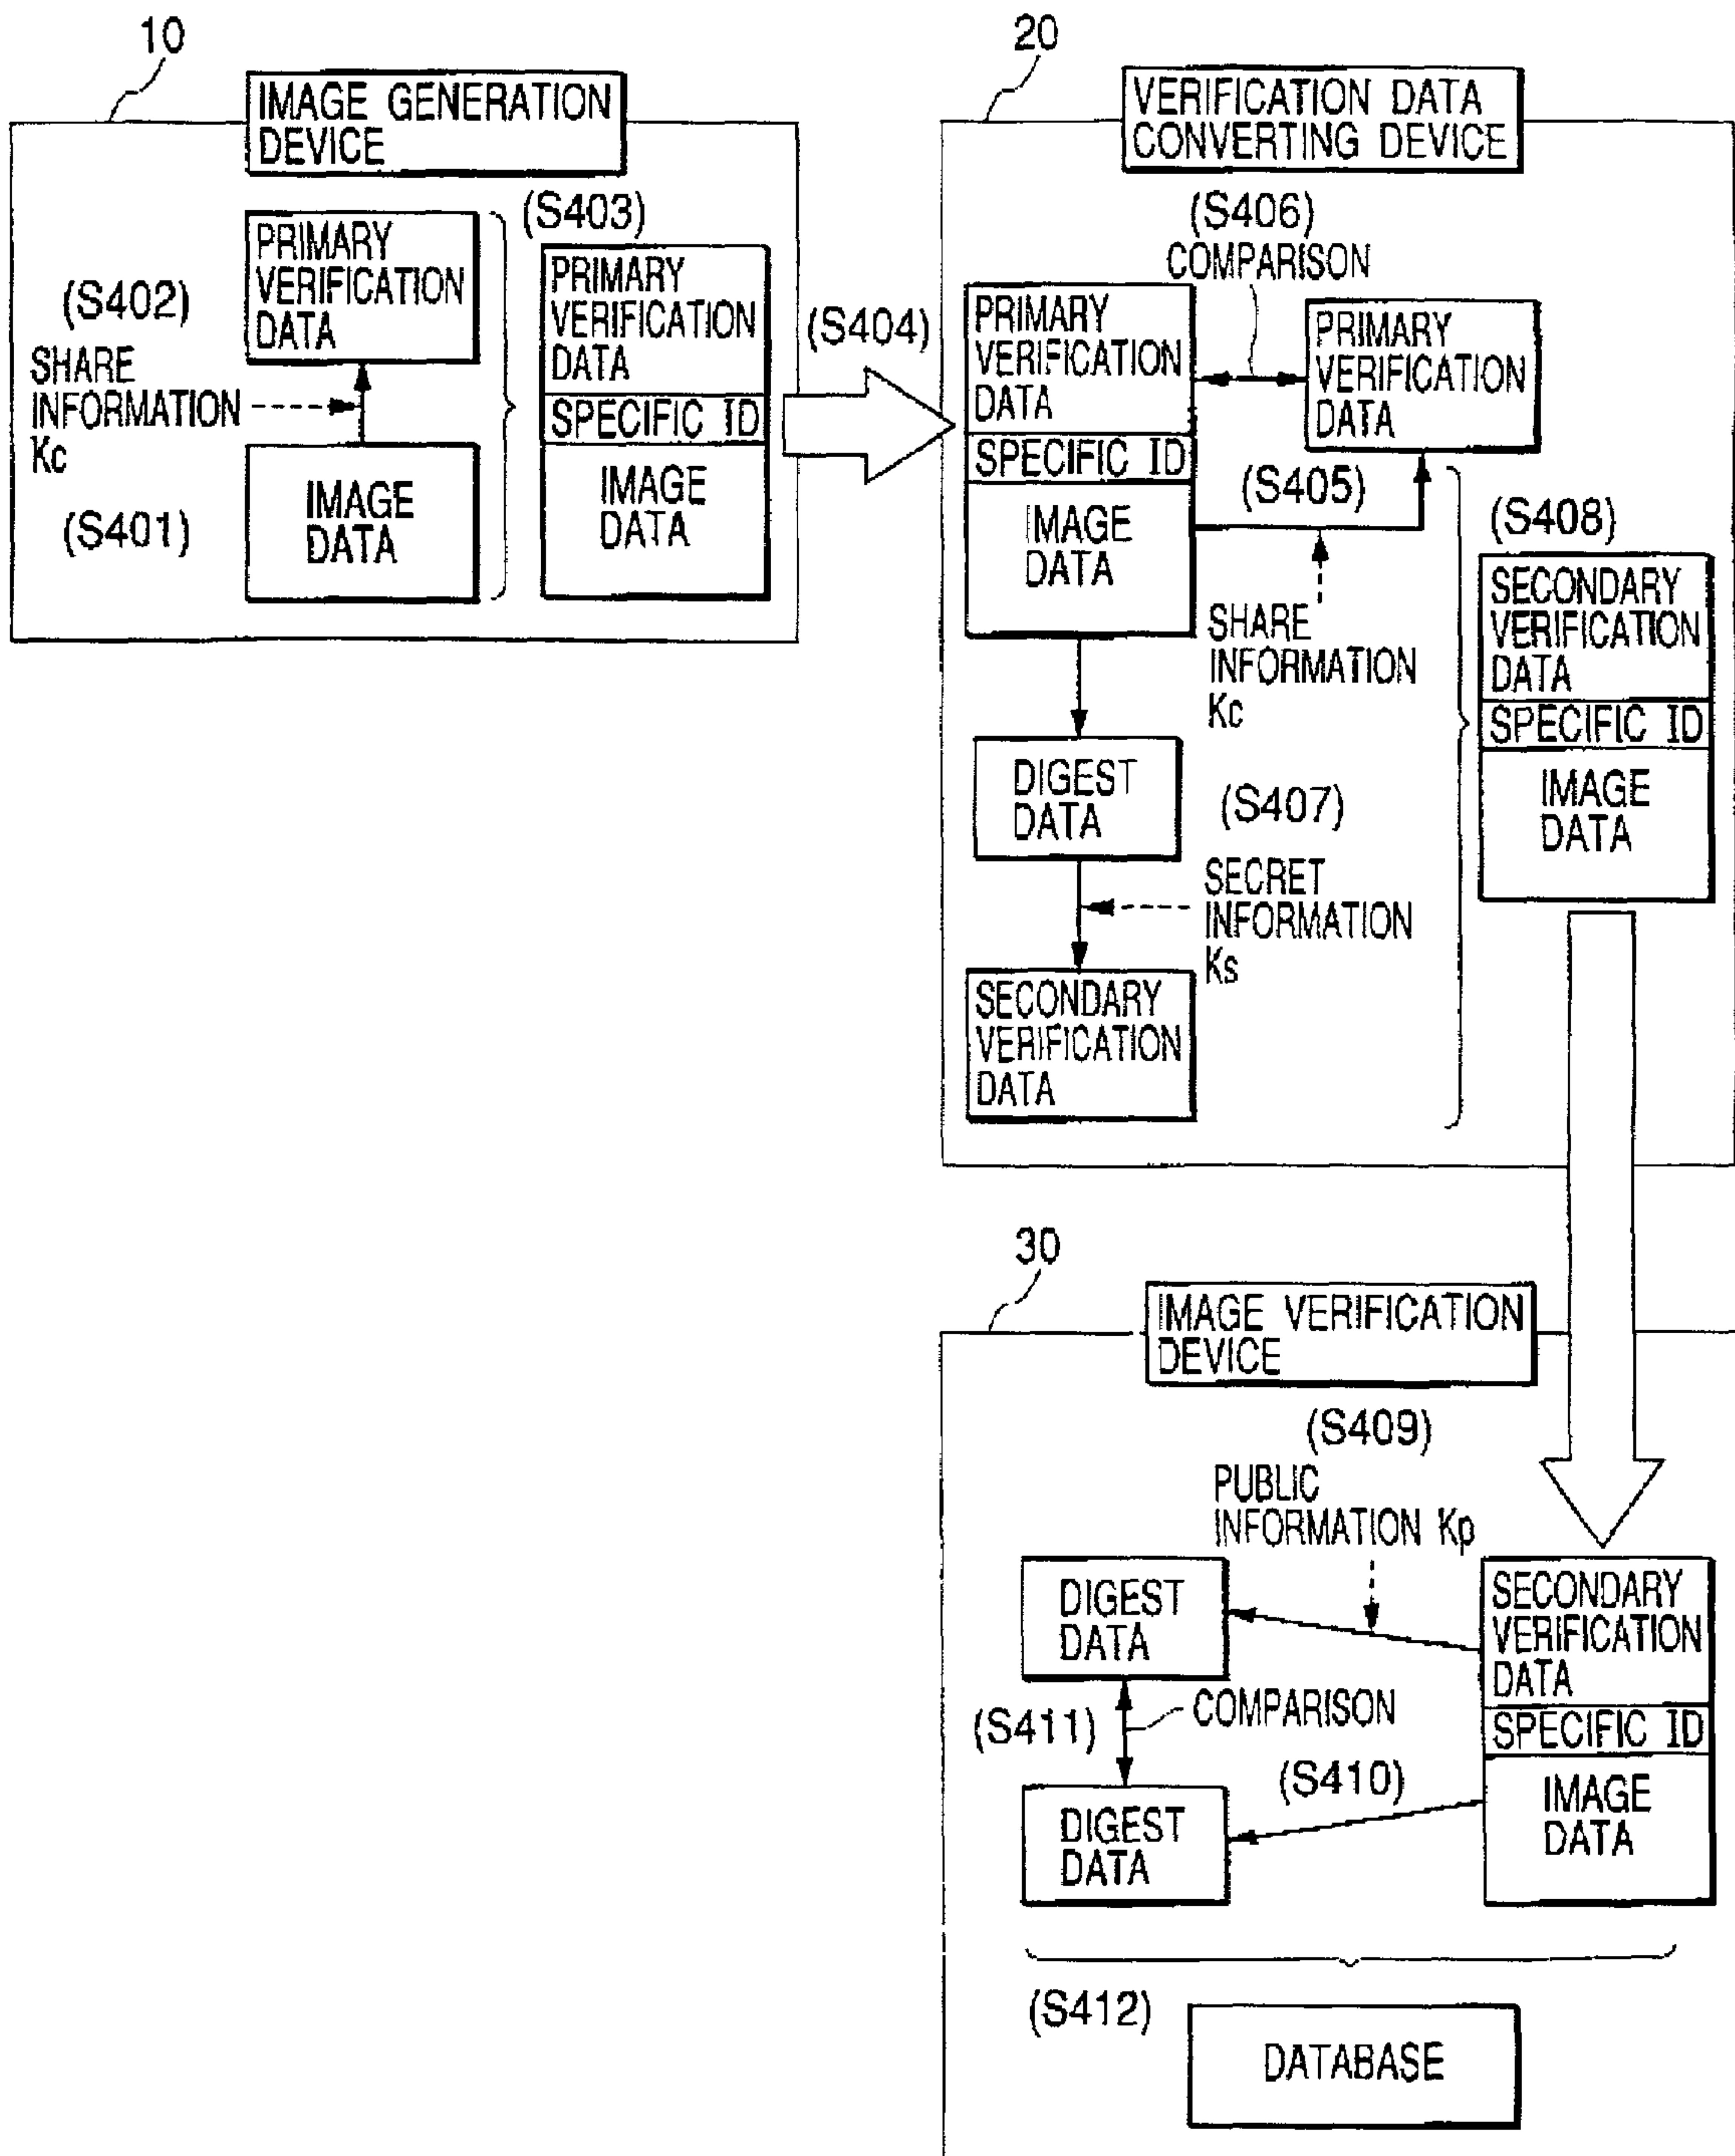 10
IMAGE GENERATION
DEVICE
(S402)
SHARE
INFORMATION
Kc
(S401)
PRIMARY
VERIFICATION
DATA
IMAGE
DATA
(S403)
PRIMARY
VERIFICATION
DATA
SPECIFIC ID
IMAGE
DATA
(S404)
20
VERIFICATION DATA
CONVERTING DEVICE
(S406)
COMPARISON
PRIMARY
VERIFICATION
DATA
SPECIFIC ID
IMAGE
DATA
PRIMARY
VERIFICATION
DATA
(S405)
SHARE
INFORMATION
Kc
DIGEST
DATA
(S407)
SECRET
INFORMATION
Ks
SECONDARY
VERIFICATION
DATA
(S408)
SECONDARY
VERIFICATION
DATA
SPECIFIC ID
IMAGE
DATA
30
IMAGE VERIFICATION
DEVICE
(S409)
PUBLIC
INFORMATION Kp
DIGEST
DATA
SECONDARY
VERIFICATION
DATA
SPECIFIC ID
IMAGE
DATA
(S411)
COMPARISON
(S410)
DIGEST
DATA
(S412)
DATABASE